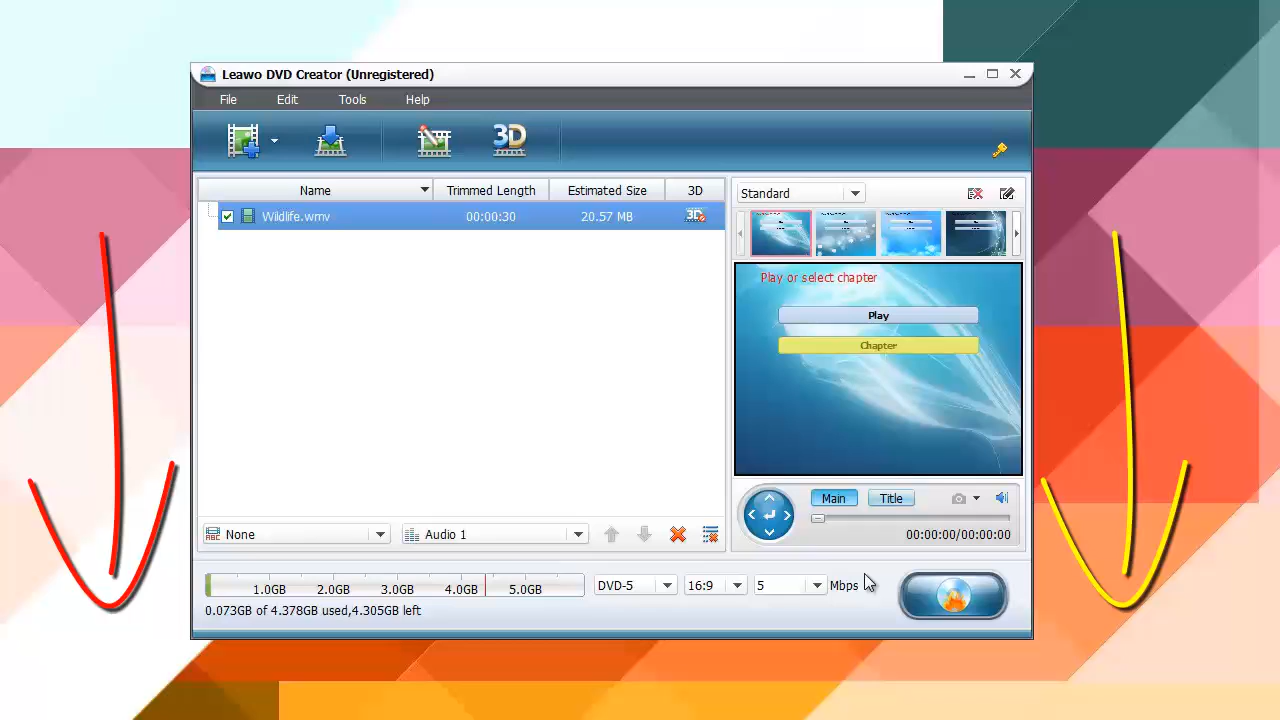 Leawo DVD Creator (Unregistered)
File Edit Tools Help
3D
Name Trimmed Length Estimated Size 3D
Wildlife.wmv 00:00:30 20.57 MB 3D
Standard
Play or select chapter
Play
Chapter
Main Title
00:00:00/00:00:00
None Audio 1
1.0GB 2.0GB 3.0GB 4.0GB 5.0GB
DVD-5 16:9 5 Mbps
0.073GB of 4.378GB used,4.305GB left